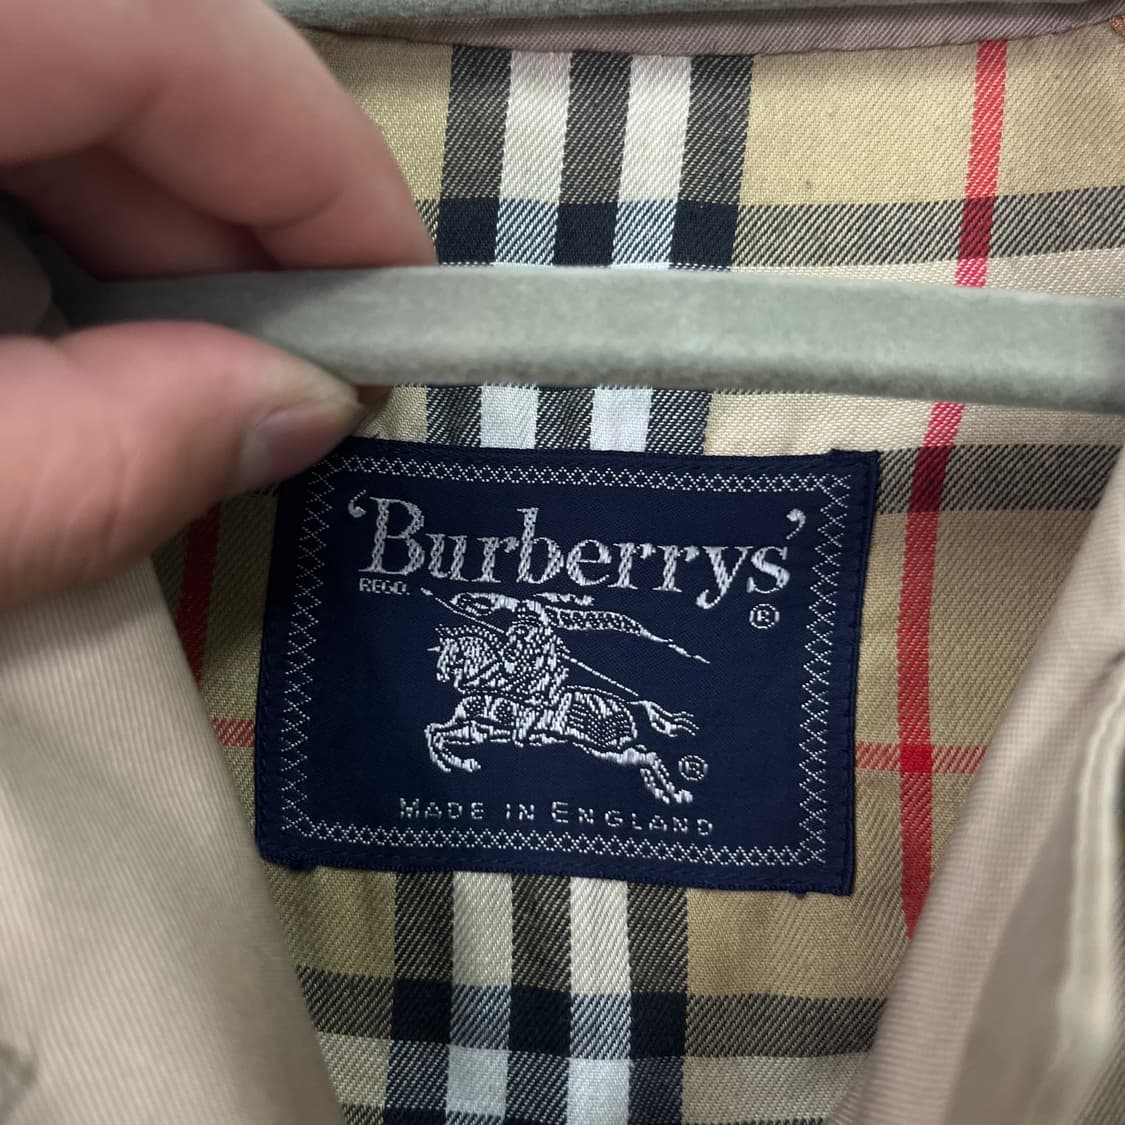 ‘Burberrys’
REGD. ®
®
MADE IN ENGLAND